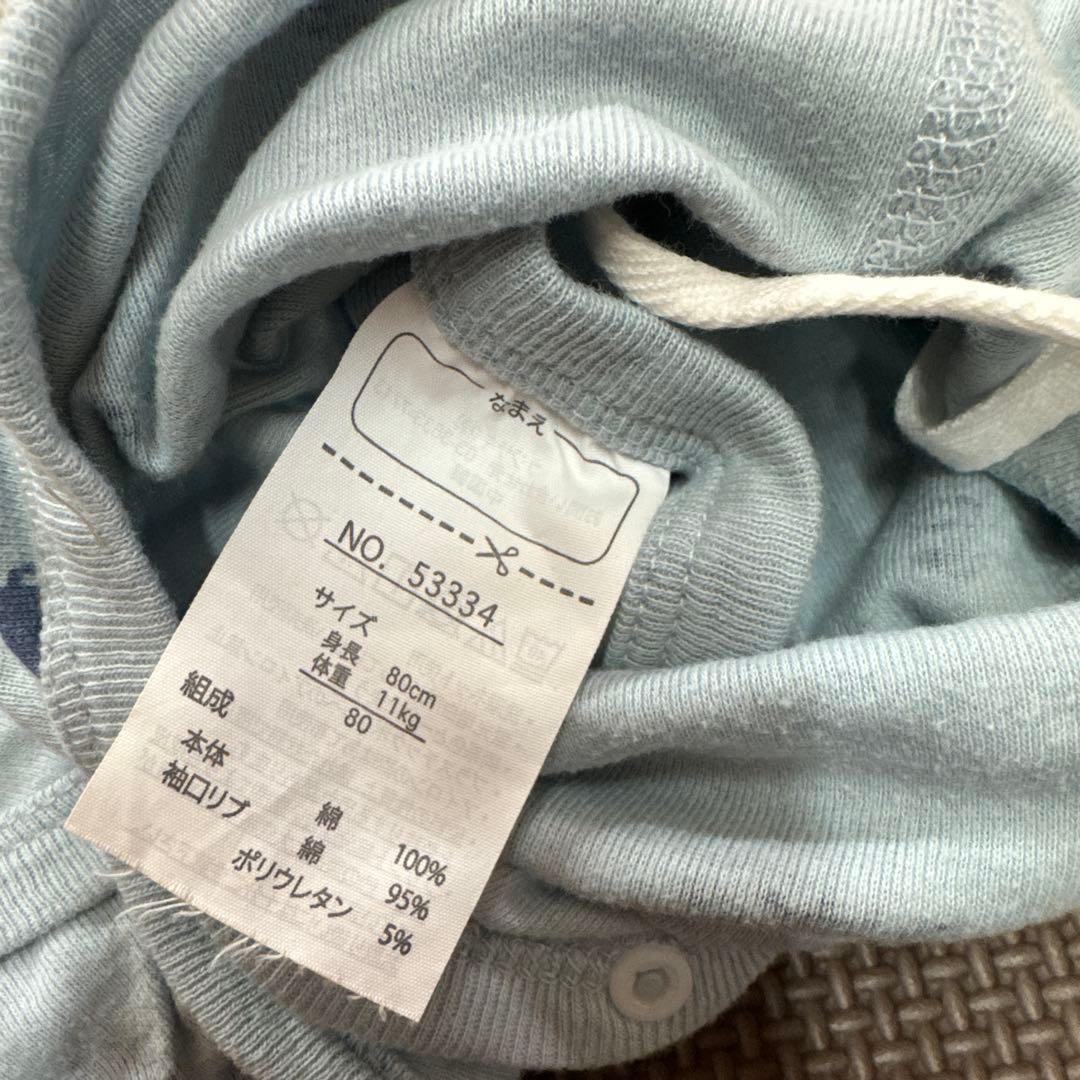 なまえ
NO. 53334
サイズ
身長 80cm
体重 11kg
80
組成
本体 綿 100%
袖口リブ 綿 95%
ポリウレタン 5%